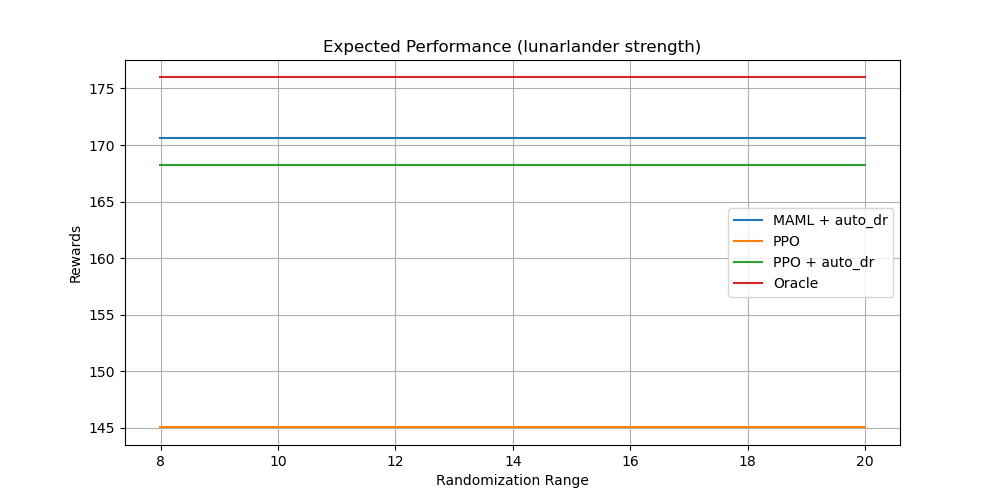 Expected Performance (lunarlander strength)
175
170
165
160
155
150
145
Rewards
MAML + auto_dr
PPO
PPO + auto_dr
Oracle
8 10 12 14 16 18 20
Randomization Range